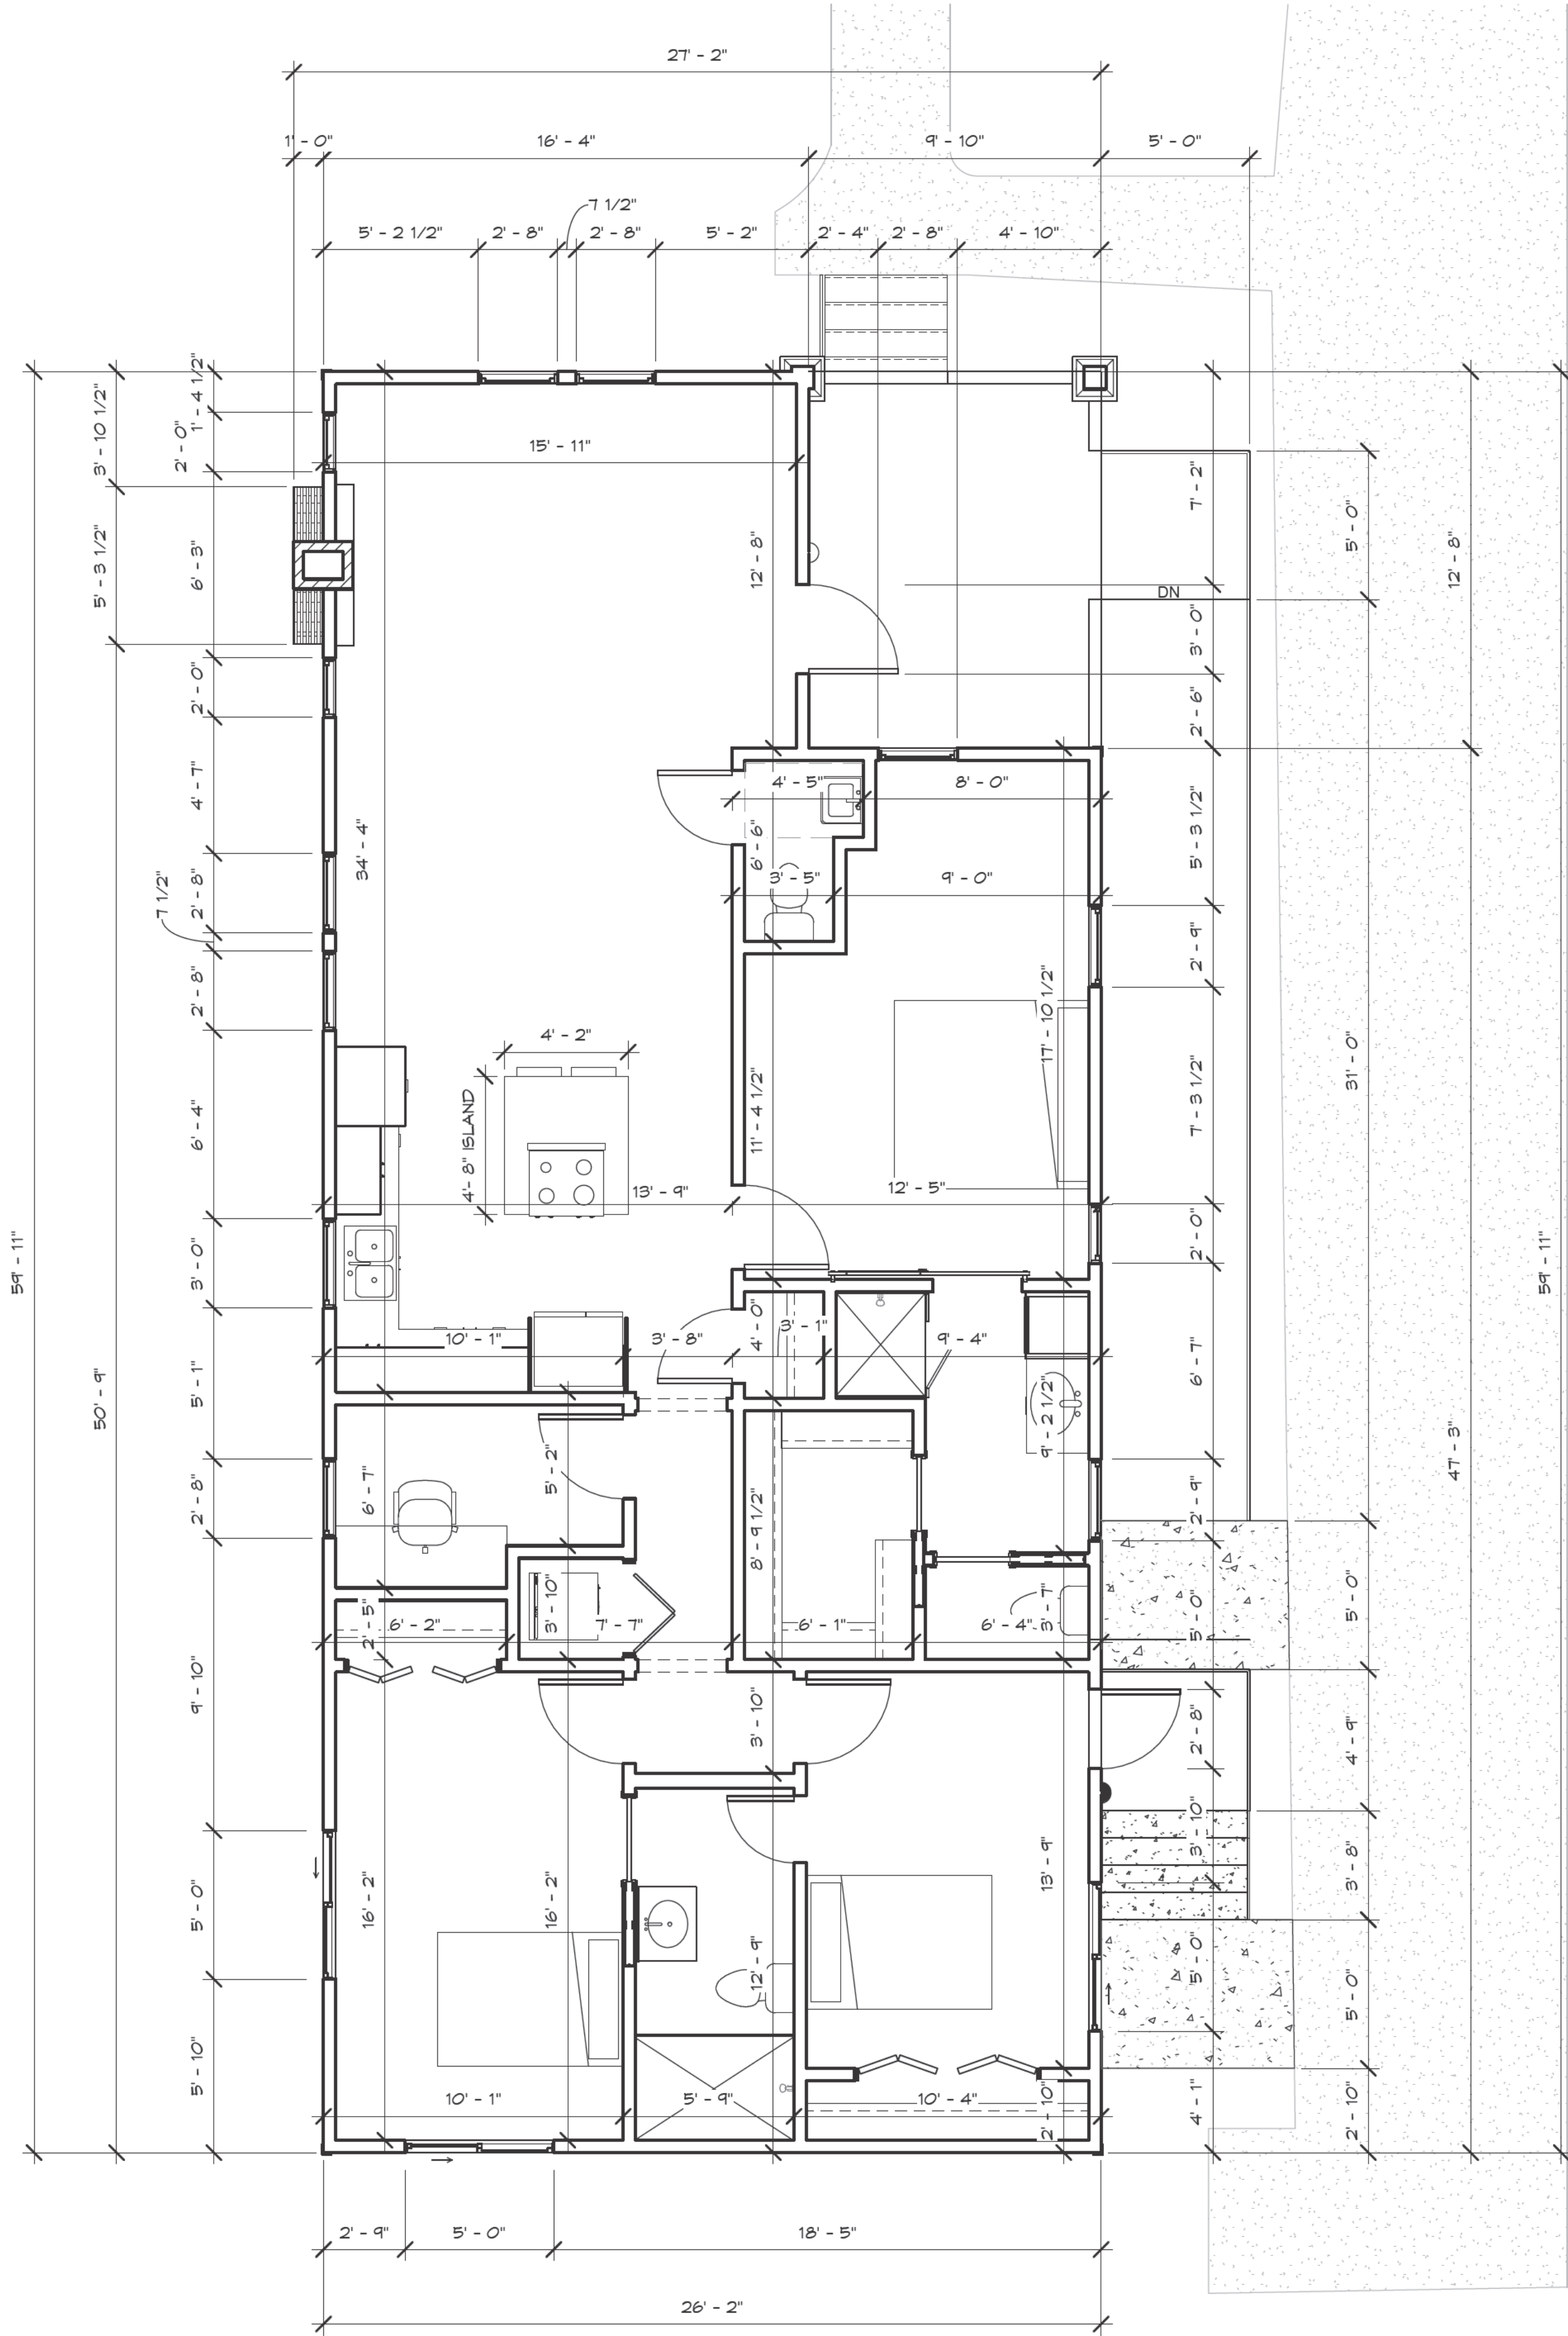 27' - 2"
1' - 0"
16' - 4"
9' - 10"
5' - 0"
7 1/2"
5' - 2 1/2"
2' - 8"
2' - 8"
5' - 2"
2' - 4"
2' - 8"
4' - 10"
1' - 4 1/2"
3' - 10 1/2"
2' - 0"
15' - 11"
7' - 2"
5' - 0"
12' - 8"
5' - 3 1/2"
6' - 3"
12' - 8"
DN
3' - 0"
2' - 0"
2' - 6"
4' - 7"
34' - 4"
4' - 5"
8' - 0"
6' - 6"
5' - 3 1/2"
7 1/2"
2' - 8"
3' - 5"
9' - 0"
2' - 9"
2' - 8"
17' - 10 1/2"
4' - 2"
31' - 0"
6' - 4"
4'- 8" ISLAND
11' - 4 1/2"
7' - 3 1/2"
13' - 9"
12' - 5"
59' - 11"
3' - 0"
2' - 0"
59' - 11"
10' - 1"
3' - 8"
4' - 0"
3' - 1"
9' - 4"
50' - 9"
5' - 1"
6' - 7"
9' - 2 1/2"
47' - 3"
2' - 8"
6' - 7"
5' - 2"
8' - 9 1/2"
2' - 9"
2' - 5"
6' - 2"
3' - 10"
7' - 7"
6' - 1"
6' - 4"
3' - 7"
5' - 0"
5' - 0"
9' - 10"
3' - 10"
2' - 8"
4' - 9"
5' - 0"
16' - 2"
16' - 2"
13' - 9"
3' - 10"
3' - 8"
12' - 9"
5' - 0"
5' - 0"
5' - 10"
10' - 1"
5' - 9"
10' - 4"
2' - 10"
4' - 1"
2' - 10"
2' - 9"
5' - 0"
18' - 5"
26' - 2"